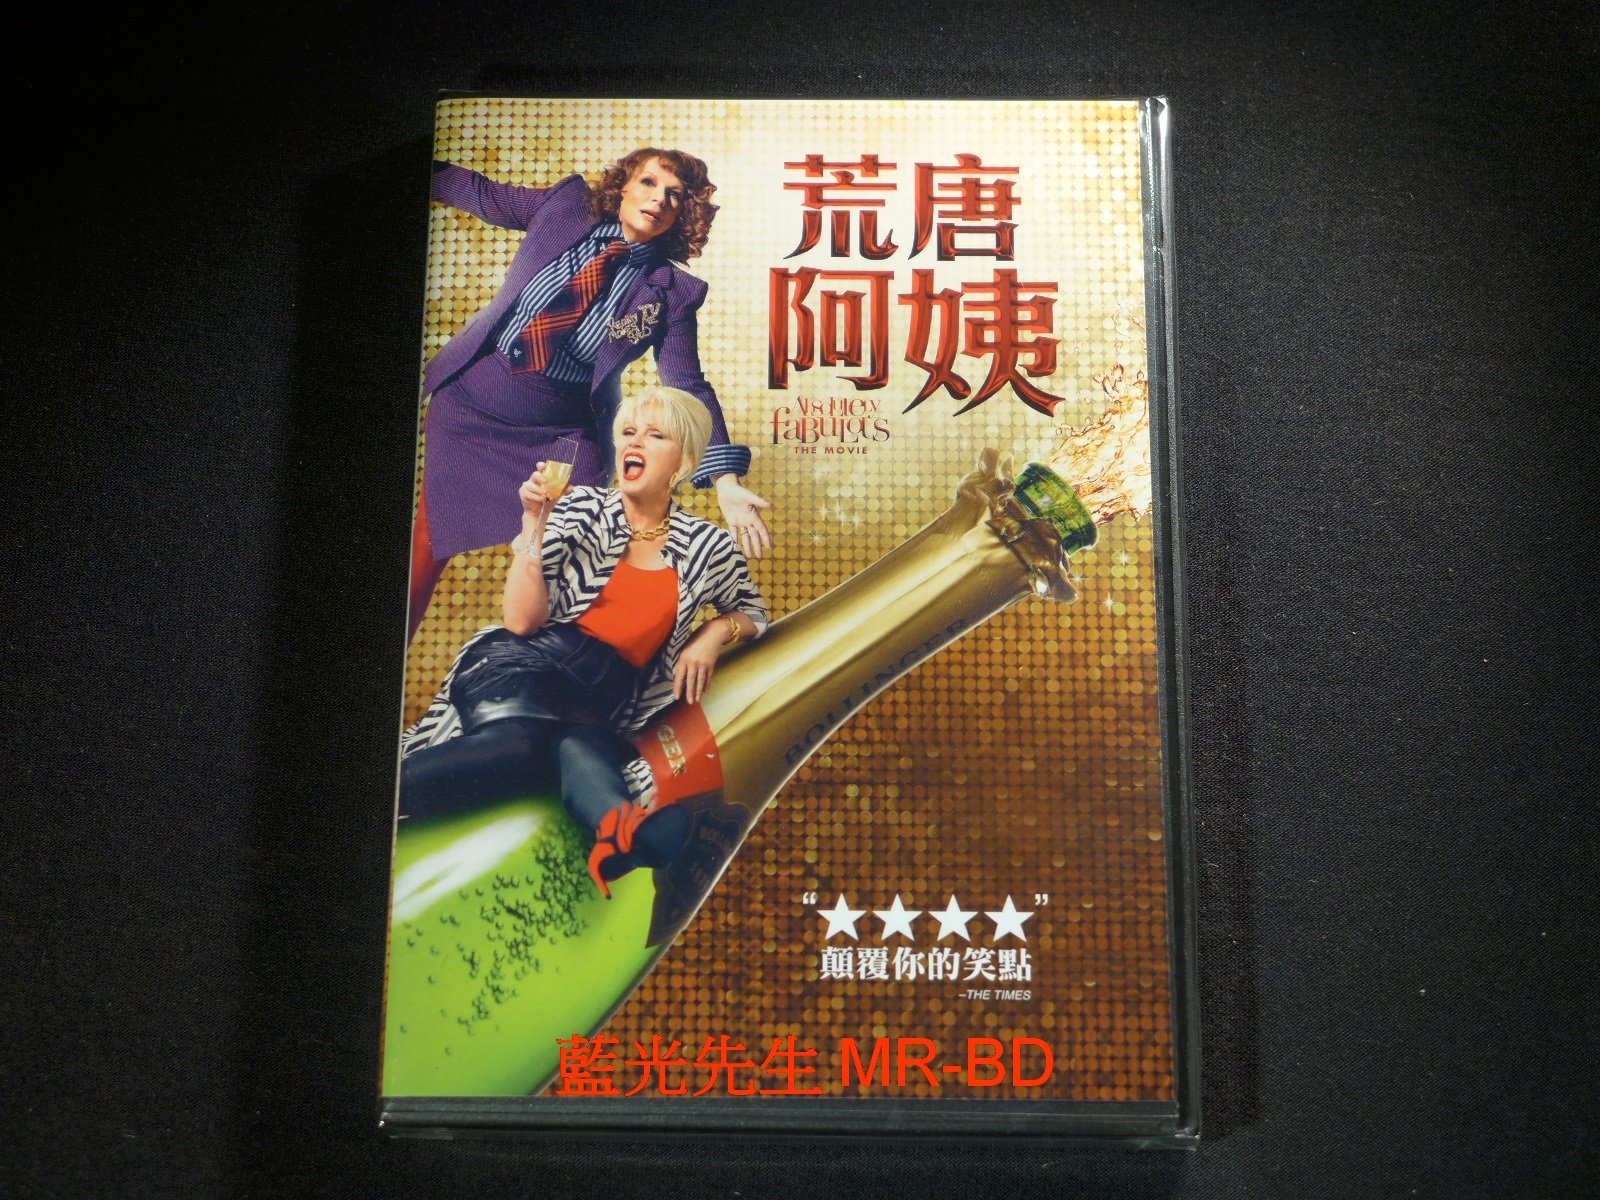 荒唐
阿姨
Absolutely
fabulous
THE MOVIE
BOLLINGER
GER
“★★★★”
顛覆你的笑點
–THE TIMES
藍光先生 MR-BD